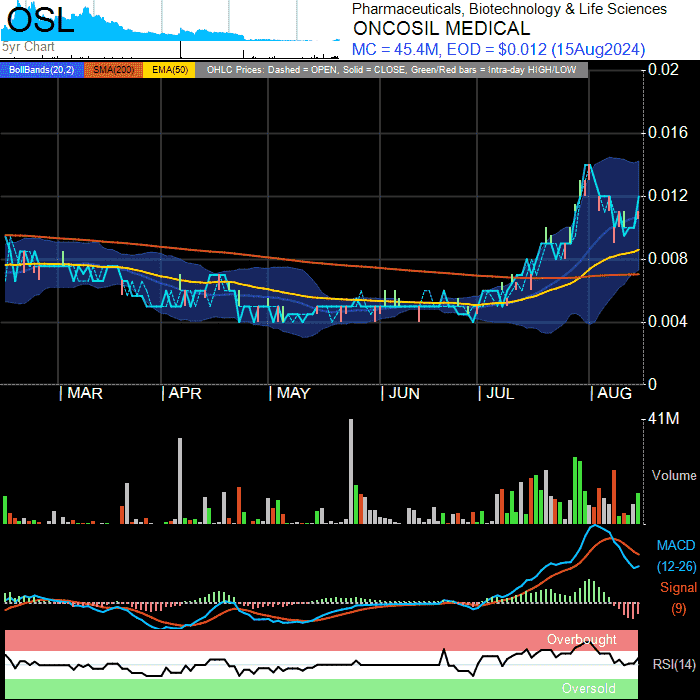 OSL
5yr Chart
Pharmaceuticals, Biotechnology & Life Sciences
ONCOSIL MEDICAL
MC = 45.4M, EOD = $0.012 (15Aug2024)
BollBands(20,2) SMA(200) EMA(50) OHLC Prices: Dashed = OPEN, Solid = CLOSE, Green/Red bars = Intra-day HIGH/LOW
0.02
0.016
0.012
0.008
0.004
0
MAR APR MAY JUN JUL AUG
41M
Volume
MACD
(12-26)
Signal
(9)
Overbought
RSI(14)
Oversold